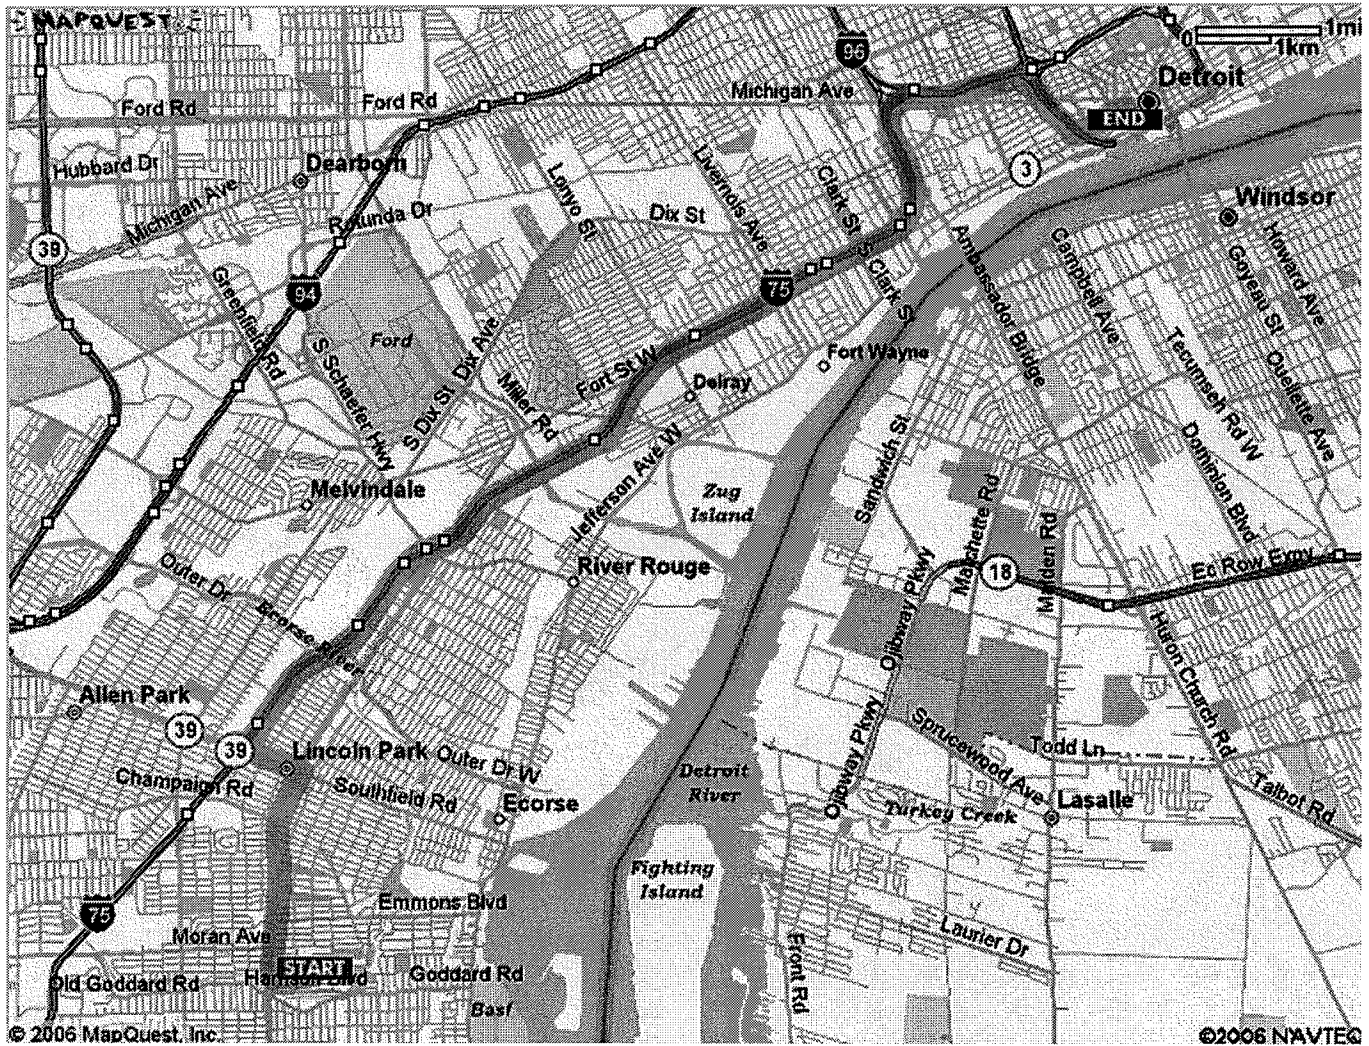 MAPQUEST
96
0 1mi
1km
Detroit
Ford Rd
Ford Rd
Michigan Ave
END
Hubbard Dr
Dearborn
Lonyo St
Livernois Ave
Clark St
3
Michigan Ave
Rotunda Dr
Dix St
Windsor
39
Ambassador Bridge
Campbell Ave
Howard Ave
Goyeau St
Greenfield Rd
94
75
S Clark St
Ford
S Schaefer Hwy
S Dix St
Dix Ave
Miller Rd
Fort St W
Fort Wayne
Delray
Tecumseh Rd W
Ouellette Ave
Sandwich St
Dominion Blvd
Melvindale
Jefferson Ave W
Zug
Island
Matchette Rd
Malden Rd
Outer Dr
Ecorse River
River Rouge
Ojibway Pkwy
18
Ec Row Expy
Huron Church Rd
Allen Park
39
39
Lincoln Park
Outer Dr W
Champaign Rd
Southfield Rd
Ecorse
Detroit
River
Ojibway Pkwy
Sprucewood Ave
Todd Ln
Turkey Creek
Lasalle
Talbot Rd
Fighting
Island
75
Emmons Blvd
Moran Ave
Laurier Dr
START
Old Goddard Rd
Harrison Blvd
Goddard Rd
Front Rd
Basf
© 2006 MapQuest, Inc.
©2006 NAVTEQ